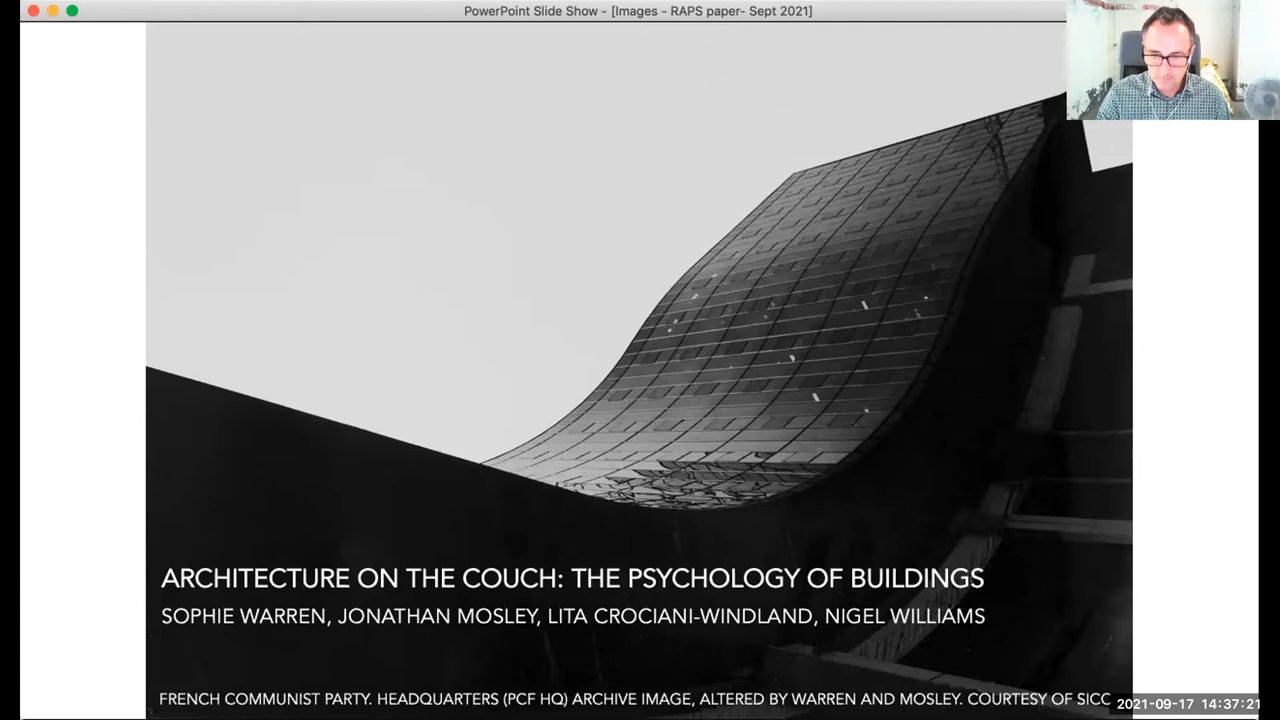 PowerPoint Slide Show - [Images - RAPS paper- Sept 2021]
ARCHITECTURE ON THE COUCH: THE PSYCHOLOGY OF BUILDINGS
SOPHIE WARREN, JONATHAN MOSLEY, LITA CROCIANI-WINDLAND, NIGEL WILLIAMS
FRENCH COMMUNIST PARTY. HEADQUARTERS (PCF HQ) ARCHIVE IMAGE, ALTERED BY WARREN AND MOSLEY. COURTESY OF SICC
2021-09-17 14:37:21